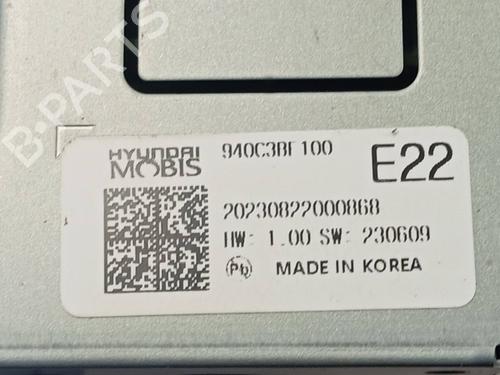 B-PARTS
HYUNDAI
MOBIS
940C3BF100
E22
20230822000868
HW: 1.00 SW: 230609
Pb MADE IN KOREA